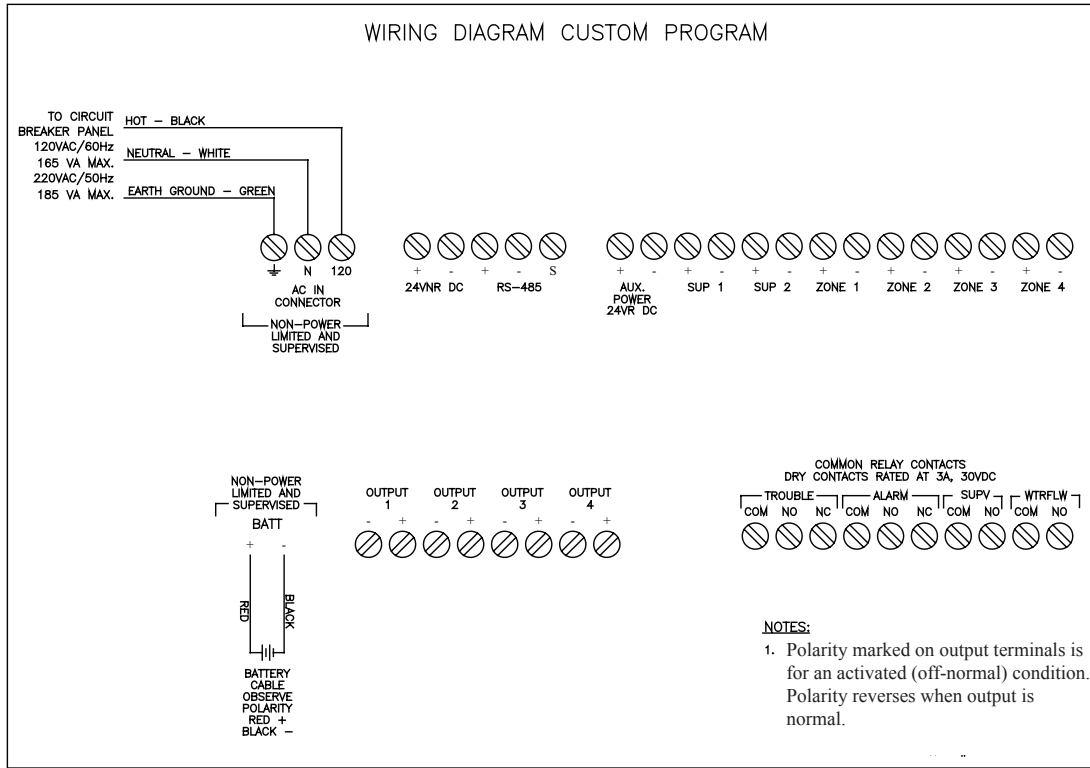 WIRING DIAGRAM CUSTOM PROGRAM
TO CIRCUIT
BREAKER PANEL
120VAC/60Hz
165 VA MAX.
220VAC/50Hz
185 VA MAX.
HOT - BLACK
NEUTRAL - WHITE
EARTH GROUND - GREEN
N 120
AC IN
CONNECTOR
NON-POWER
LIMITED AND
SUPERVISED
+ - + - S
24VNR DC RS-485
+ - + - + - + - + - + - + -
AUX. POWER 24VR DC SUP 1 SUP 2 ZONE 1 ZONE 2 ZONE 3 ZONE 4
NON-POWER
LIMITED AND
SUPERVISED
BATT
+ -
RED BLACK
BATTERY
CABLE
OBSERVE
POLARITY
RED +
BLACK -
OUTPUT 1 OUTPUT 2 OUTPUT 3 OUTPUT 4
- + - + - + - +
COMMON RELAY CONTACTS
DRY CONTACTS RATED AT 3A, 30VDC
TROUBLE ALARM SUPV WTRFLW
COM NO NC COM NO NC COM NO COM NO
NOTES:
1. Polarity marked on output terminals is
for an activated (off-normal) condition.
Polarity reverses when output is
normal.